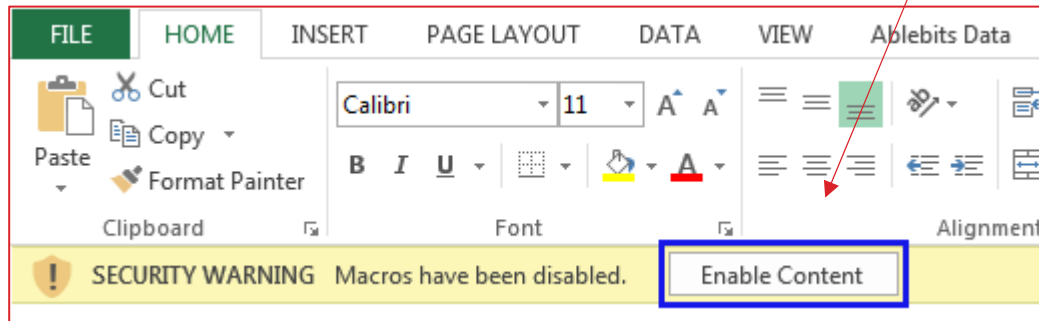 FILE HOME INSERT PAGE LAYOUT DATA VIEW Ablebits Data
Cut
Calibri 11 A A
Copy
Paste
B I U A
Format Painter
Clipboard Font Alignment
! SECURITY WARNING Macros have been disabled. Enable Content